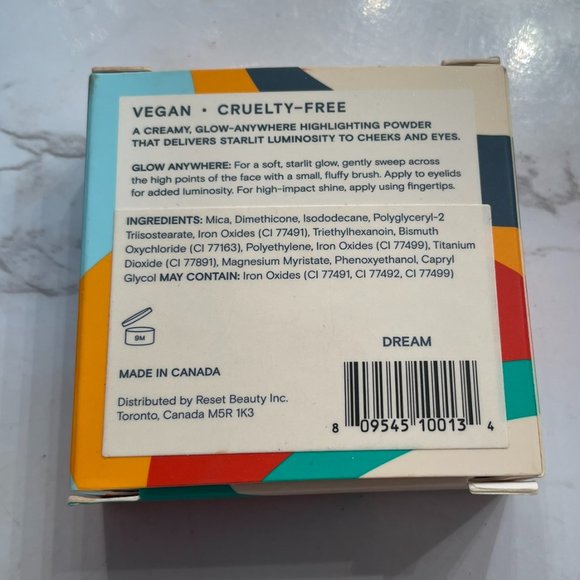 VEGAN • CRUELTY-FREE
A CREAMY, GLOW-ANYWHERE HIGHLIGHTING POWDER
THAT DELIVERS STARLIT LUMINOSITY TO CHEEKS AND EYES.
GLOW ANYWHERE: For a soft, starlit glow, gently sweep across
the high points of the face with a small, fluffy brush. Apply to eyelids
for added luminosity. For high-impact shine, apply using fingertips.
INGREDIENTS: Mica, Dimethicone, Isododecane, Polyglyceryl-2
Triisostearate, Iron Oxides (CI 77491), Triethylhexanoin, Bismuth
Oxychloride (CI 77163), Polyethylene, Iron Oxides (CI 77499), Titanium
Dioxide (CI 77891), Magnesium Myristate, Phenoxyethanol, Capryl
Glycol MAY CONTAIN: Iron Oxides (CI 77491, CI 77492, CI 77499)
9M
DREAM
MADE IN CANADA
Distributed by Reset Beauty Inc.
Toronto, Canada M5R 1K3
8 09545 10013 4